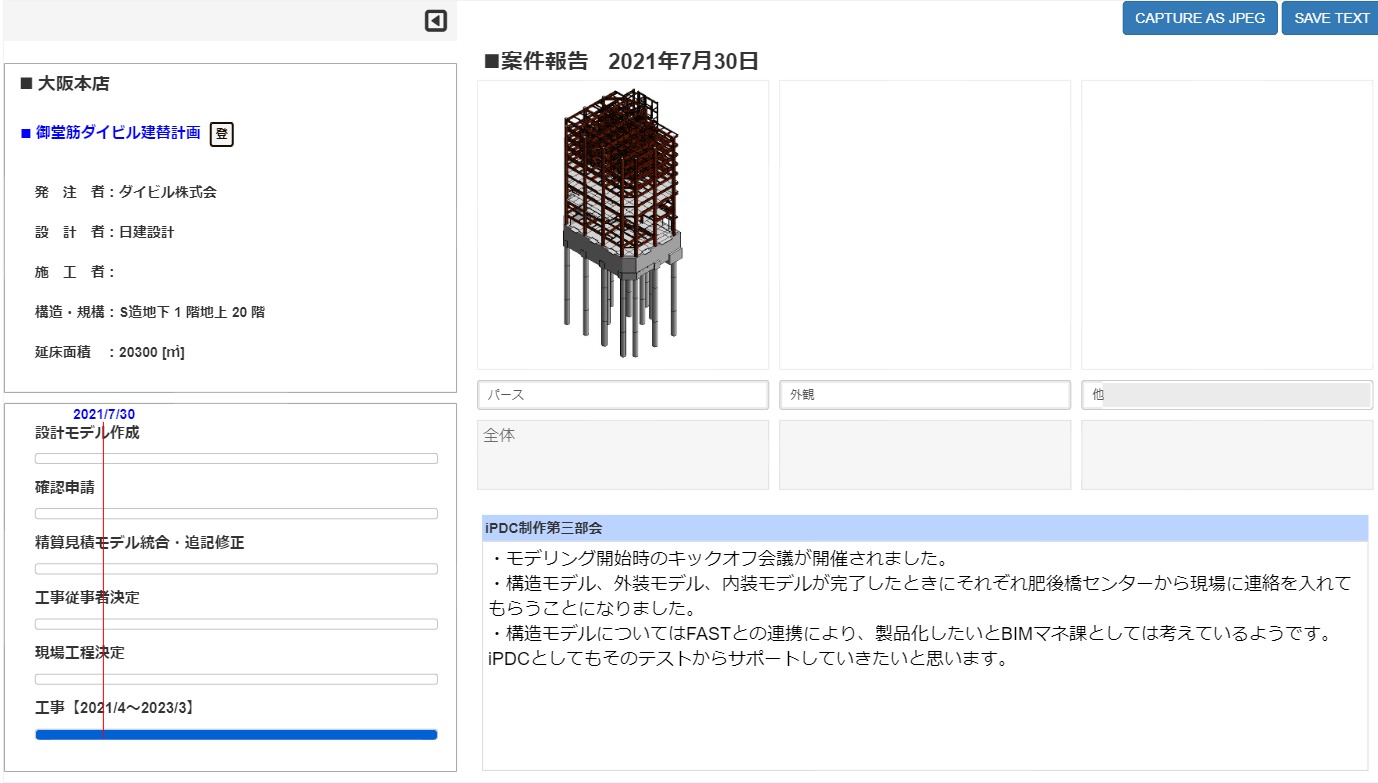 CAPTURE AS JPEG
SAVE TEXT
■ 大阪本店
■ 御堂筋ダイビル建替計画 登
発 注 者：ダイビル株式会
設 計 者：日建設計
施 工 者：
構造・規構：S造地下 1 階地上 20 階
延床面積 ：20300 [㎡]
2021/7/30
設計モデル作成
確認申請
精算見積モデル統合・追記修正
工事従事者決定
現場工程決定
工事【2021/4～2023/3】
■案件報告 2021年7月30日
パース
外観
他
全体
iPDC制作第三部会
・モデリング開始時のキックオフ会議が開催されました。
・構造モデル、外装モデル、内装モデルが完了したときにそれぞれ肥後橋センターから現場に連絡を入れて
もらうことになりました。
・構造モデルについてはFASTとの連携により、製品化したいとBIMマネ課としては考えているようです。
iPDCとしてもそのテストからサポートしていきたいと思います。